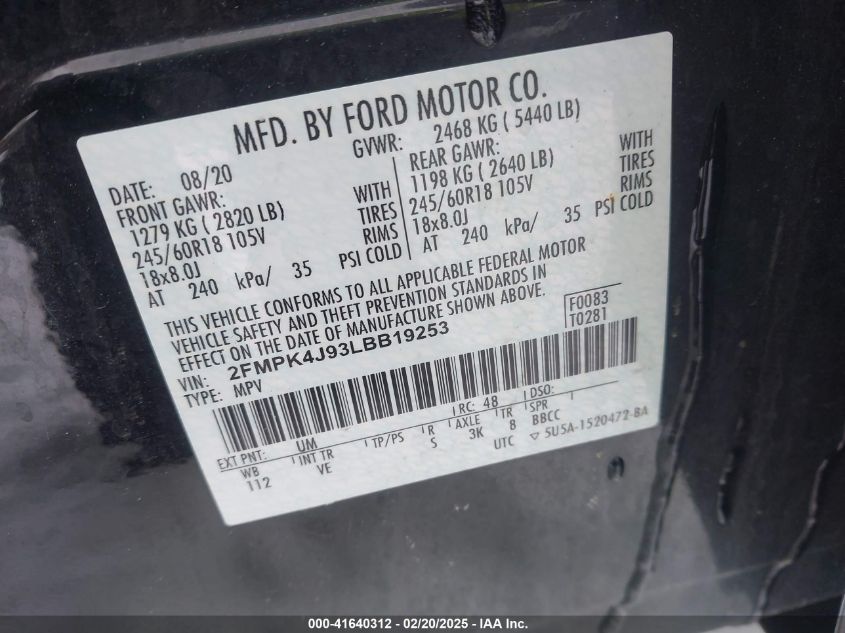 MFD. BY FORD MOTOR CO.
DATE: 08/20
GVWR: 2468 KG ( 5440 LB)
FRONT GAWR:
1279 KG ( 2820 LB) WITH
245/60R18 105V TIRES
18x8.0J RIMS
AT 240 kPa/ 35 PSI COLD
REAR GAWR:
1198 KG ( 2640 LB) WITH
245/60R18 105V TIRES
18x8.0J RIMS
AT 240 kPa/ 35 PSI COLD
THIS VEHICLE CONFORMS TO ALL APPLICABLE FEDERAL MOTOR
VEHICLE SAFETY AND THEFT PREVENTION STANDARDS IN
EFFECT ON THE DATE OF MANUFACTURE SHOWN ABOVE.
F0083
T0281
VIN: 2FMPK4J93LBB19253
TYPE: MPV
EXT PNT: UM RC: 48 DSO:
WB INT TR TP/PS R AXLE TR SPR
112 VE S 3K 8 BBCC
UTC ▽ 5U5A-1520472-BA
000-41640312 / 02/20/2025 - IAA Inc.